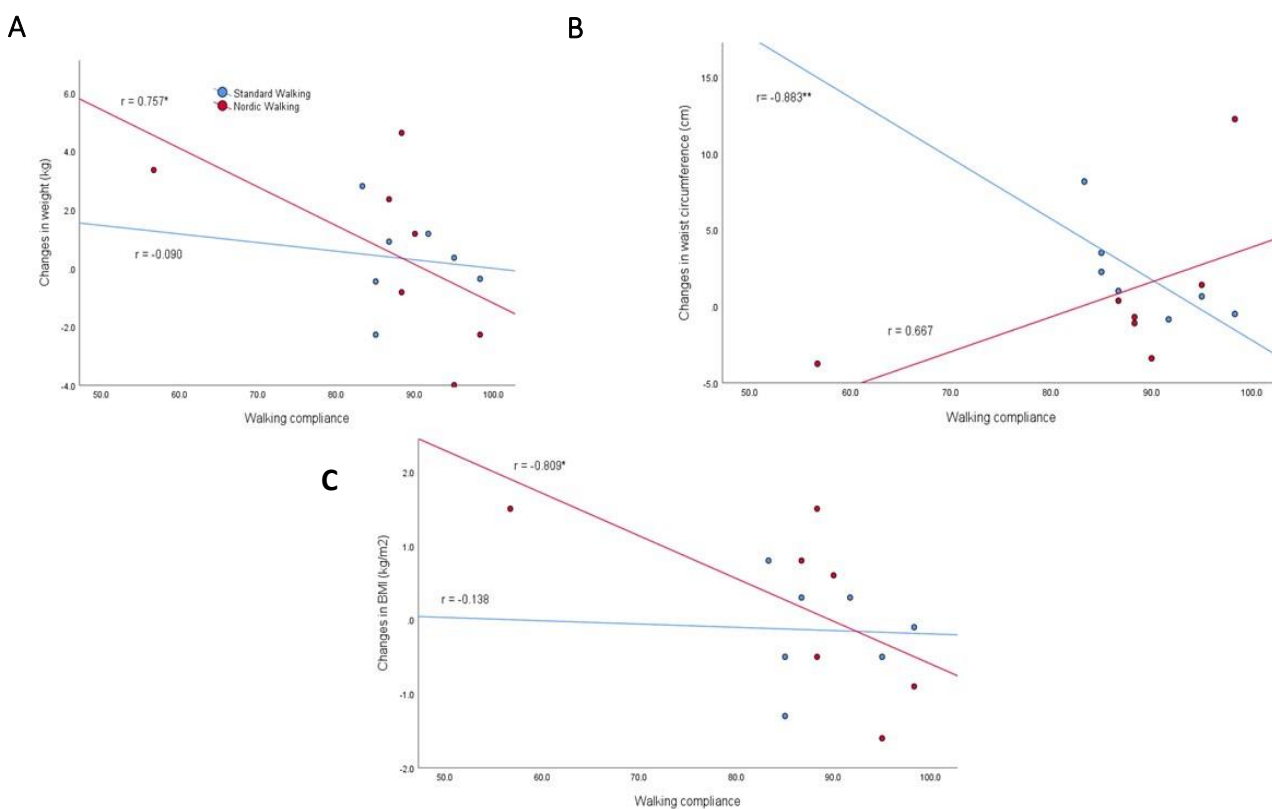 A
6.0
4.0
2.0
.0
-2.0
-4.0
Changes in weight (kg)
r = 0.757*
Standard Walking
Nordic Walking
r = -0.090
50.0 60.0 70.0 80.0 90.0 100.0
Walking compliance
B
15.0
10.0
5.0
.0
-5.0
Changes in waist circumference (cm)
r= -0.883**
r = 0.667
50.0 60.0 70.0 80.0 90.0 100.0
Walking compliance
C
2.0
1.0
.0
-1.0
-2.0
Changes in BMI (kg/m2)
r = -0.809*
r = -0.138
50.0 60.0 70.0 80.0 90.0 100.0
Walking compliance